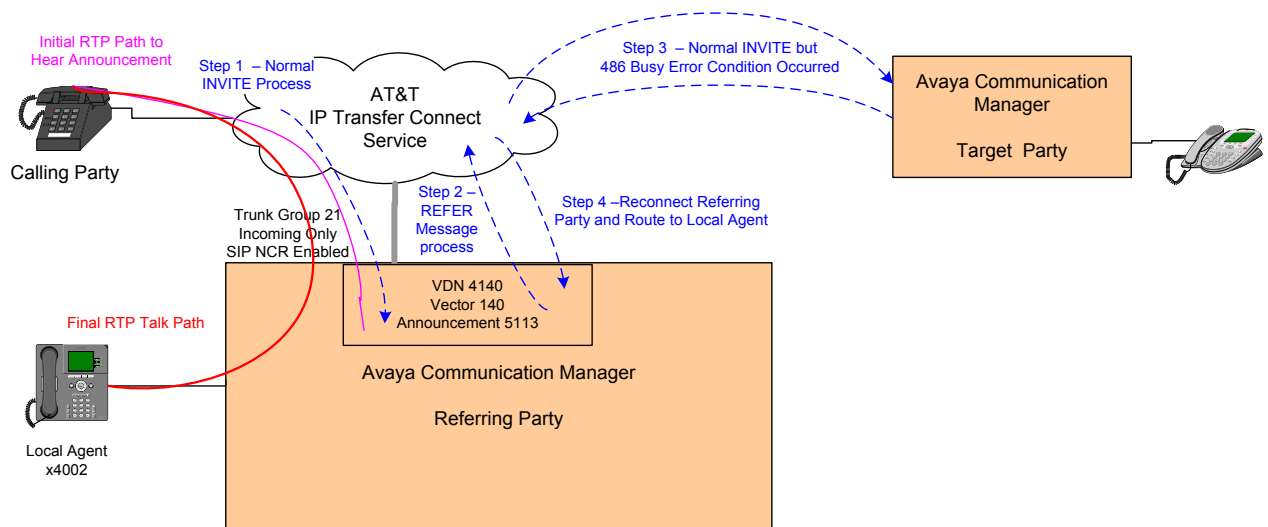 Initial RTP Path to
Hear Announcement
Calling Party
Step 1 – Normal
INVITE Process
AT&T
IP Transfer Connect
Service
Step 3 – Normal INVITE but
486 Busy Error Condition Occurred
Avaya Communication
Manager
Target Party
Trunk Group 21
Incoming Only
SIP NCR Enabled
Step 2 –
REFER
Message
process
Step 4 –Reconnect Referring
Party and Route to Local Agent
VDN 4140
Vector 140
Announcement 5113
Final RTP Talk Path
Avaya Communication Manager
Referring Party
Local Agent
x4002